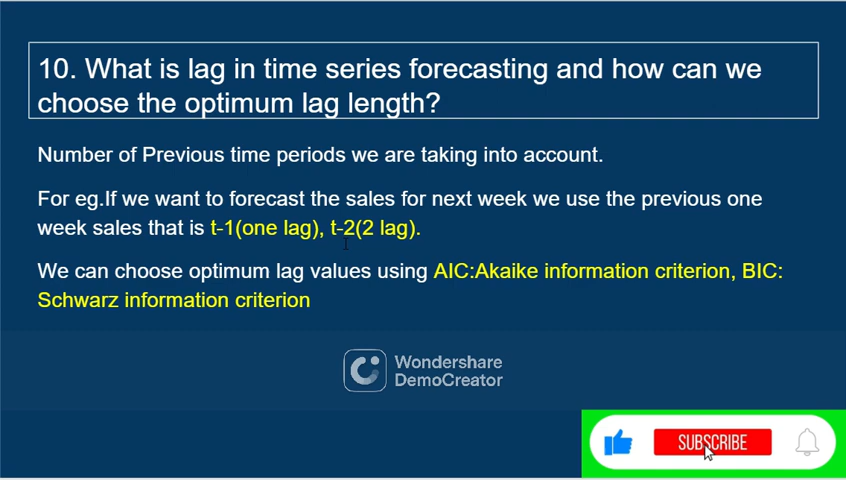 10. What is lag in time series forecasting and how can we
choose the optimum lag length?
Number of Previous time periods we are taking into account.
For eg.If we want to forecast the sales for next week we use the previous one
week sales that is t-1(one lag), t-2(2 lag).
We can choose optimum lag values using AIC:Akaike information criterion, BIC:
Schwarz information criterion
Wondershare
DemoCreator
SUBSCRIBE